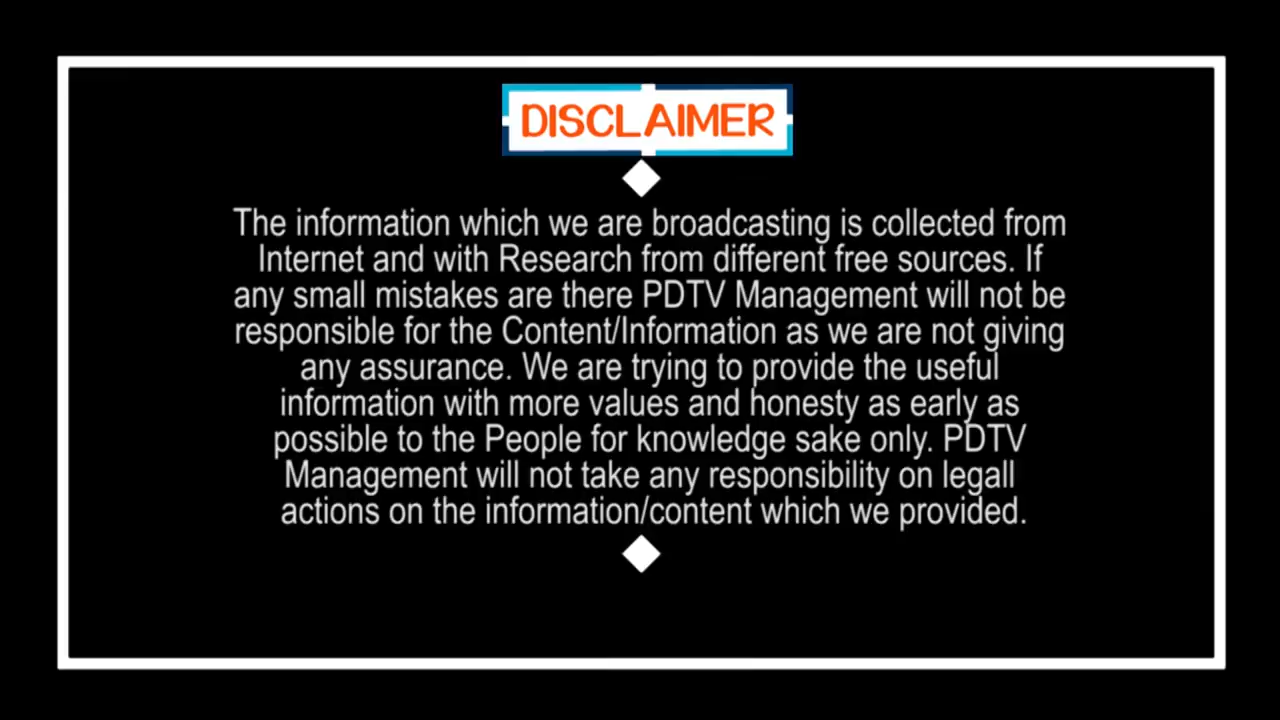 DISCLAIMER
The information which we are broadcasting is collected from
Internet and with Research from different free sources. If
any small mistakes are there PDTV Management will not be
responsible for the Content/Information as we are not giving
any assurance. We are trying to provide the useful
information with more values and honesty as early as
possible to the People for knowledge sake only. PDTV
Management will not take any responsibility on legall
actions on the information/content which we provided.